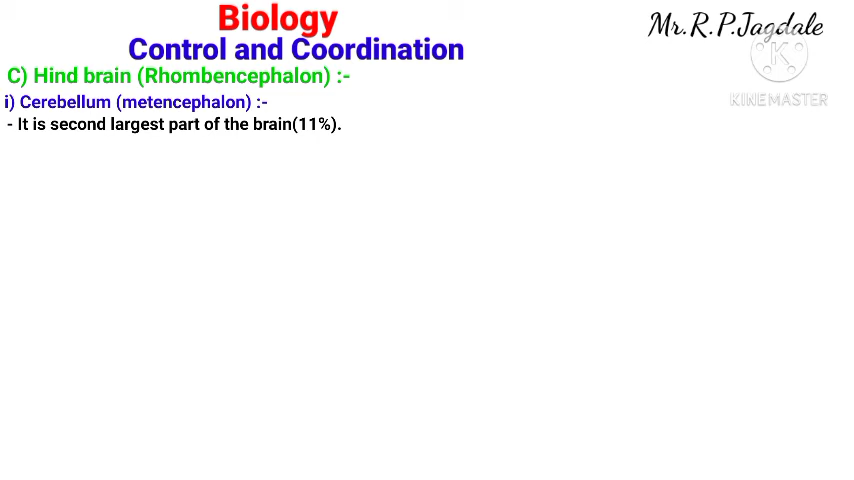 Biology
Mr.R.P.Jagdale
Control and Coordination
C) Hind brain (Rhombencephalon) :-
K
KINEMASTER
i) Cerebellum (metencephalon) :-
- It is second largest part of the brain(11%).